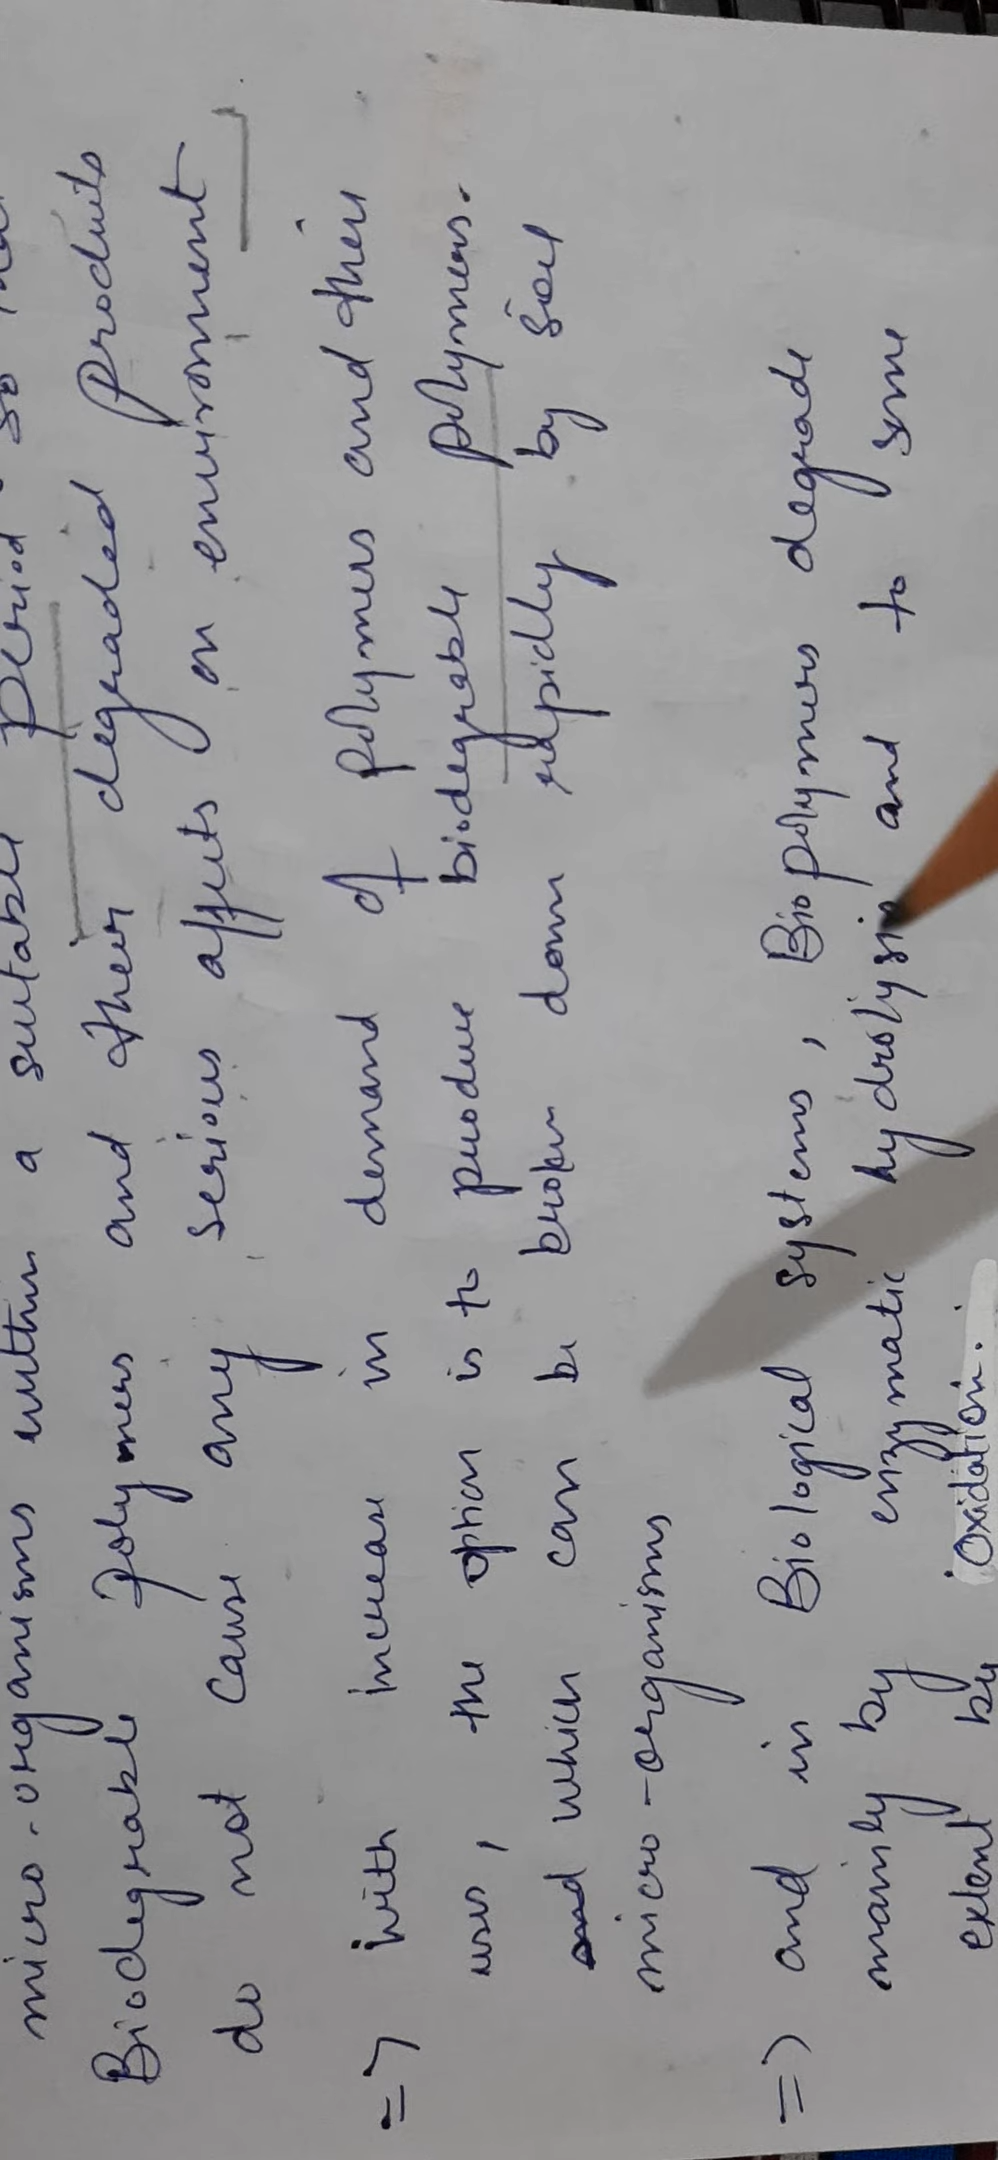 micro-organisms within a suitable period. so that
Biodegrable polymers and their degraded products
do not cause any serious affects on environment
=> with increase in demand of polymers and their
uses, the option is to produce biodegrable polymers.
and which can be broken down rapidly by soil
micro-organisms
=> and in Biological systems, Biopolymers degrade
mainly by enzymatic hydrolysis and to some
extent by Oxidation.